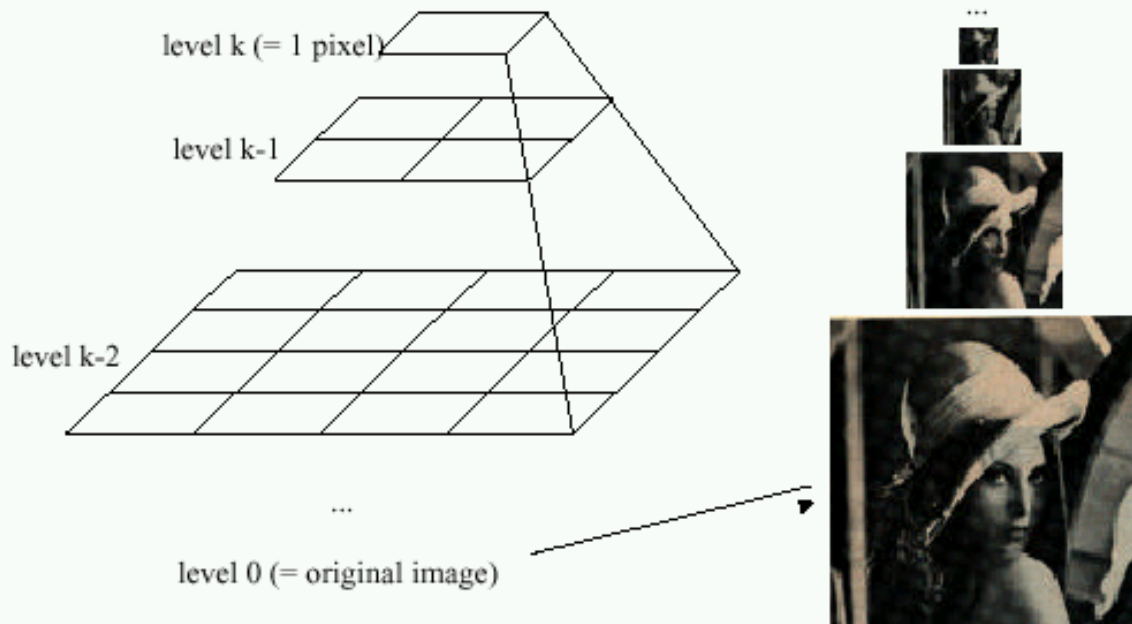 ...
level k (= 1 pixel)
level k-1
level k-2
...
level 0 (= original image)